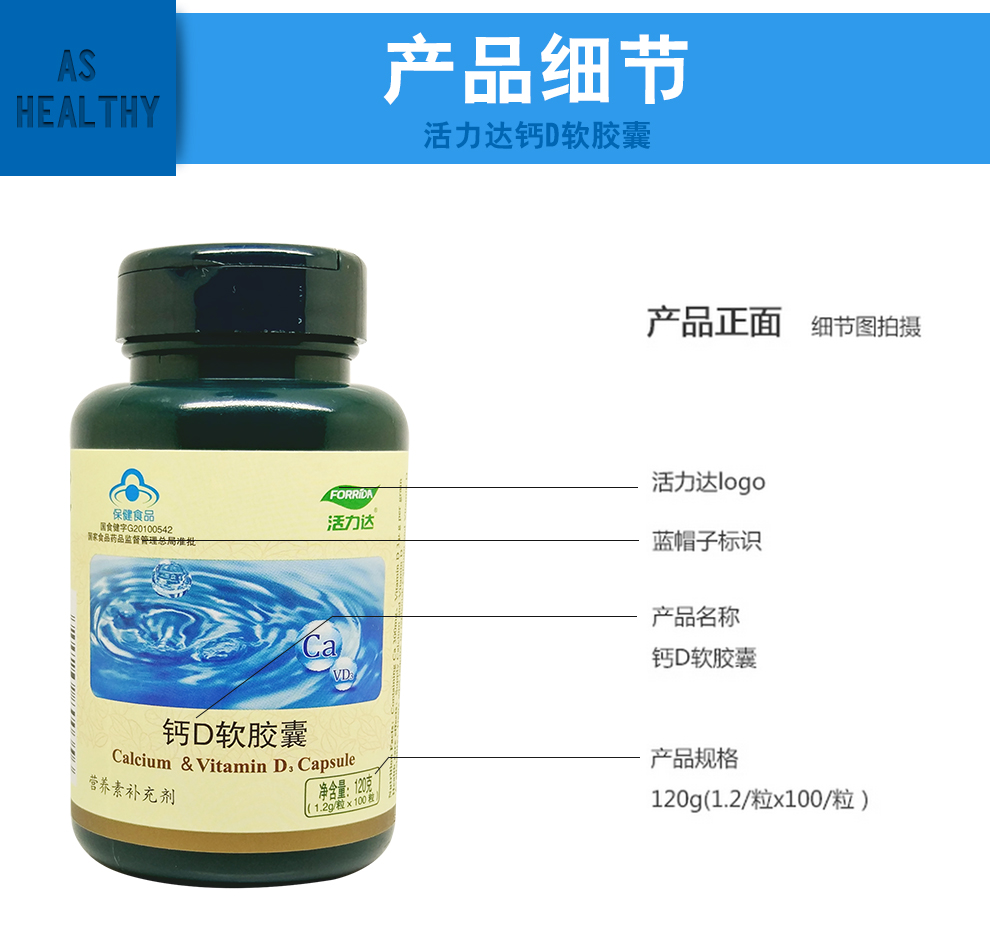 AS
HEALTHY
产品细节
活力达钙D软胶囊
产品正面 细节图拍摄
保健食品
国食健字G20100542
国家食品药品监督管理总局准批
FORRIDA
活力达®
活力达logo
蓝帽子标识
产品名称
钙D软胶囊
Ca
VD₃
钙D软胶囊
Calcium & Vitamin D₃ Capsule
营养素补充剂
净含量: 120克
(1.2g/粒 x 100 粒)
产品规格
120g(1.2/粒x100/粒 )